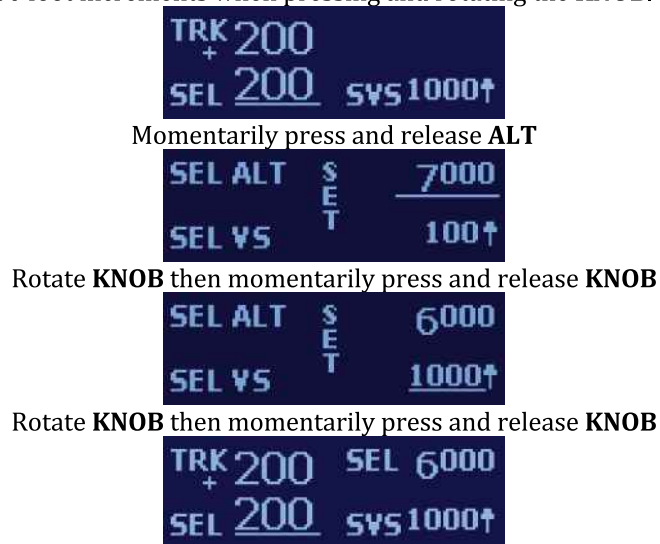 TRK 200
+
SEL 200 SVS 1000↑
Momentarily press and release ALT
SEL ALT SET 7000
SEL VS 100↑
Rotate KNOB then momentarily press and release KNOB
SEL ALT SET 6000
SEL VS 1000↑
Rotate KNOB then momentarily press and release KNOB
TRK 200 SEL 6000
+
SEL 200 SVS 1000↑